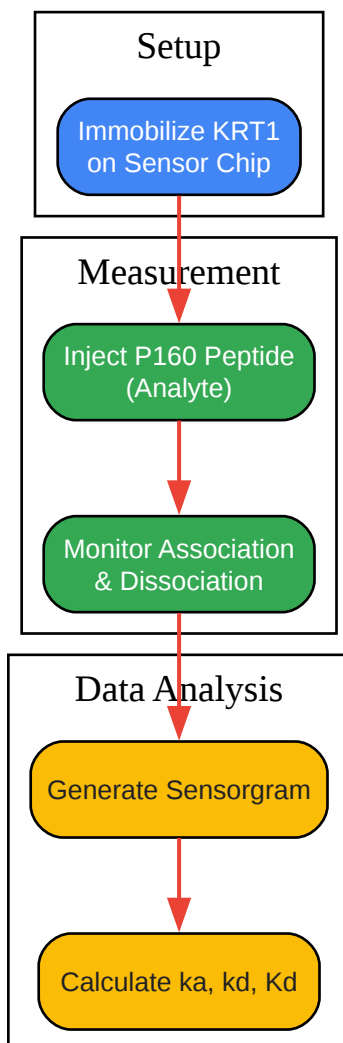 Setup
Immobilize KRT1
on Sensor Chip
Measurement
Inject P160 Peptide
(Analyte)
Monitor Association
& Dissociation
Data Analysis
Generate Sensorgram
Calculate ka, kd, Kd